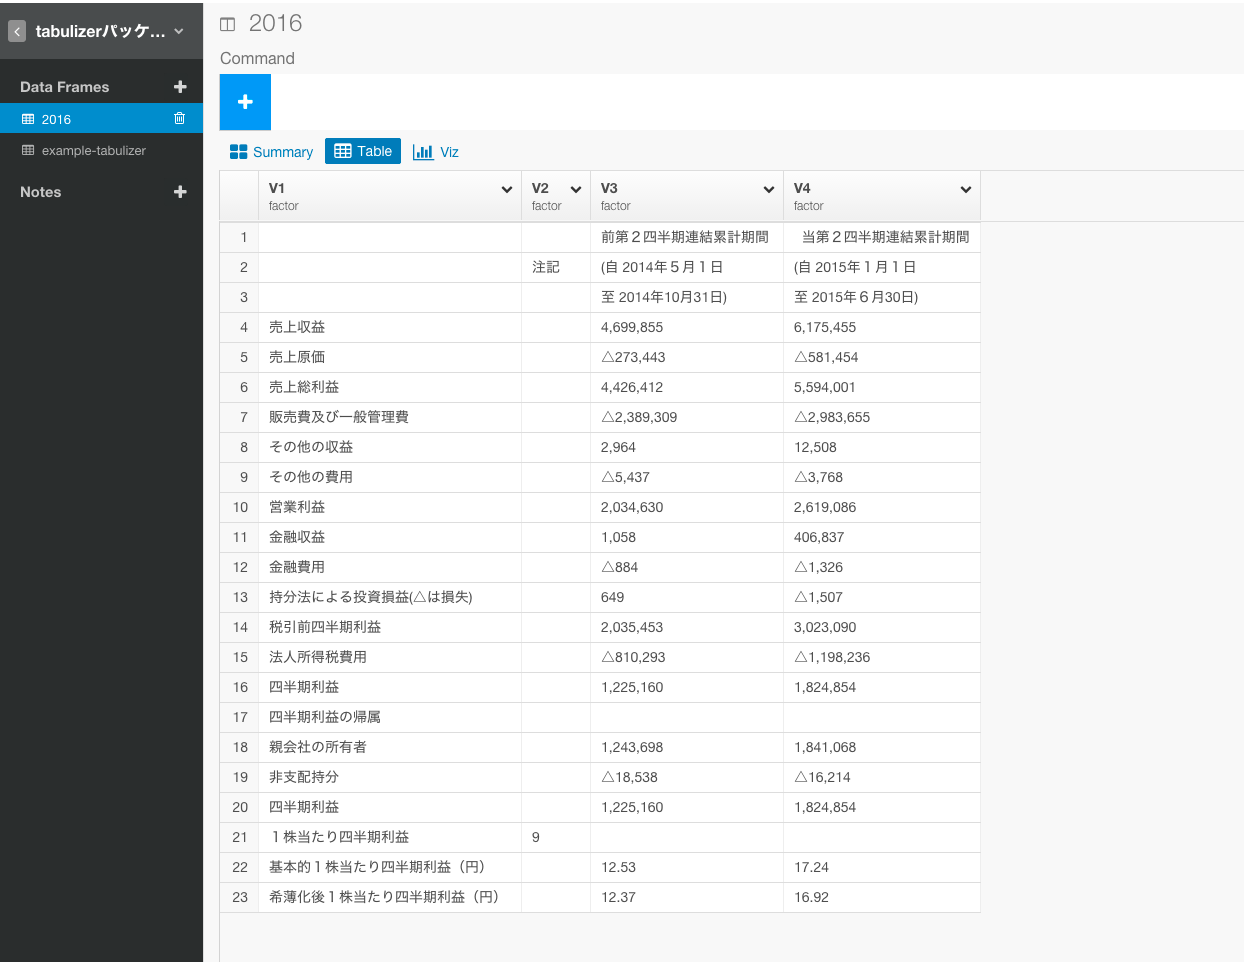 tabulizerパッケ...
Data Frames
2016
example-tabulizer
Notes
2016
Command
Summary Table Viz
V1 V2 V3 V4
factor factor factor factor
1 前第２四半期連結累計期間 当第２四半期連結累計期間
2 注記 (自 2014年５月１日 (自 2015年１月１日
3 至 2014年10月31日) 至 2015年６月30日)
4 売上収益 4,699,855 6,175,455
5 売上原価 △273,443 △581,454
6 売上総利益 4,426,412 5,594,001
7 販売費及び一般管理費 △2,389,309 △2,983,655
8 その他の収益 2,964 12,508
9 その他の費用 △5,437 △3,768
10 営業利益 2,034,630 2,619,086
11 金融収益 1,058 406,837
12 金融費用 △884 △1,326
13 持分法による投資損益(△は損失) 649 △1,507
14 税引前四半期利益 2,035,453 3,023,090
15 法人所得税費用 △810,293 △1,198,236
16 四半期利益 1,225,160 1,824,854
17 四半期利益の帰属
18 親会社の所有者 1,243,698 1,841,068
19 非支配持分 △18,538 △16,214
20 四半期利益 1,225,160 1,824,854
21 １株当たり四半期利益 9
22 基本的１株当たり四半期利益（円） 12.53 17.24
23 希薄化後１株当たり四半期利益（円） 12.37 16.92